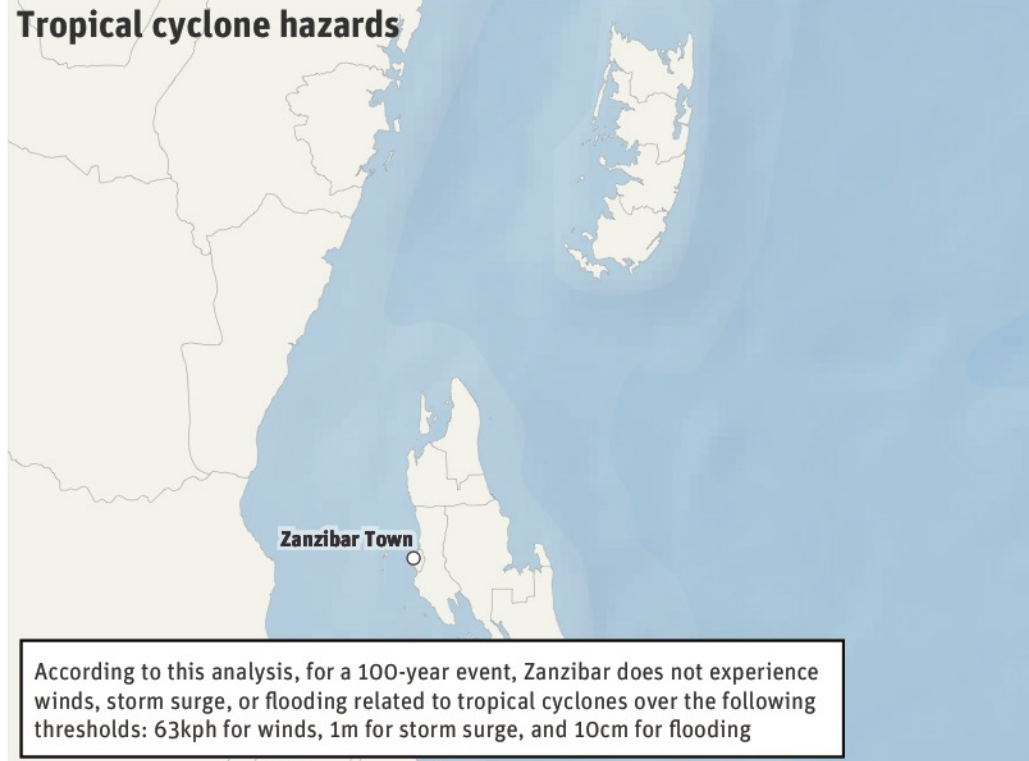 Tropical cyclone hazards
Zanzibar Town
According to this analysis, for a 100-year event, Zanzibar does not experience
winds, storm surge, or flooding related to tropical cyclones over the following
thresholds: 63kph for winds, 1m for storm surge, and 10cm for flooding